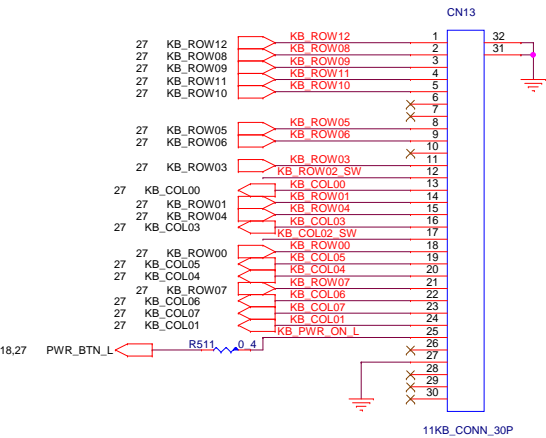 CN13
27 KB_ROW12 KB_ROW12 1 32
27 KB_ROW08 KB_ROW08 2 31
27 KB_ROW09 KB_ROW09 3
27 KB_ROW11 KB_ROW11 4
27 KB_ROW10 KB_ROW10 5
6
7
27 KB_ROW05 KB_ROW05 8
27 KB_ROW06 KB_ROW06 9
10
27 KB_ROW03 KB_ROW03 11
KB_ROW02_SW 12
27 KB_COL00 KB_COL00 13
27 KB_ROW01 KB_ROW01 14
27 KB_ROW04 KB_ROW04 15
27 KB_COL03 KB_COL03 16
KB_COL02_SW 17
27 KB_ROW00 KB_ROW00 18
27 KB_COL05 KB_COL05 19
27 KB_COL04 KB_COL04 20
27 KB_ROW07 KB_ROW07 21
27 KB_COL06 KB_COL06 22
27 KB_COL07 KB_COL07 23
27 KB_COL01 KB_COL01 24
KB_PWR_ON_L 25
18,27 PWR_BTN_L R511 0_4 26
27
28
29
30
11KB_CONN_30P